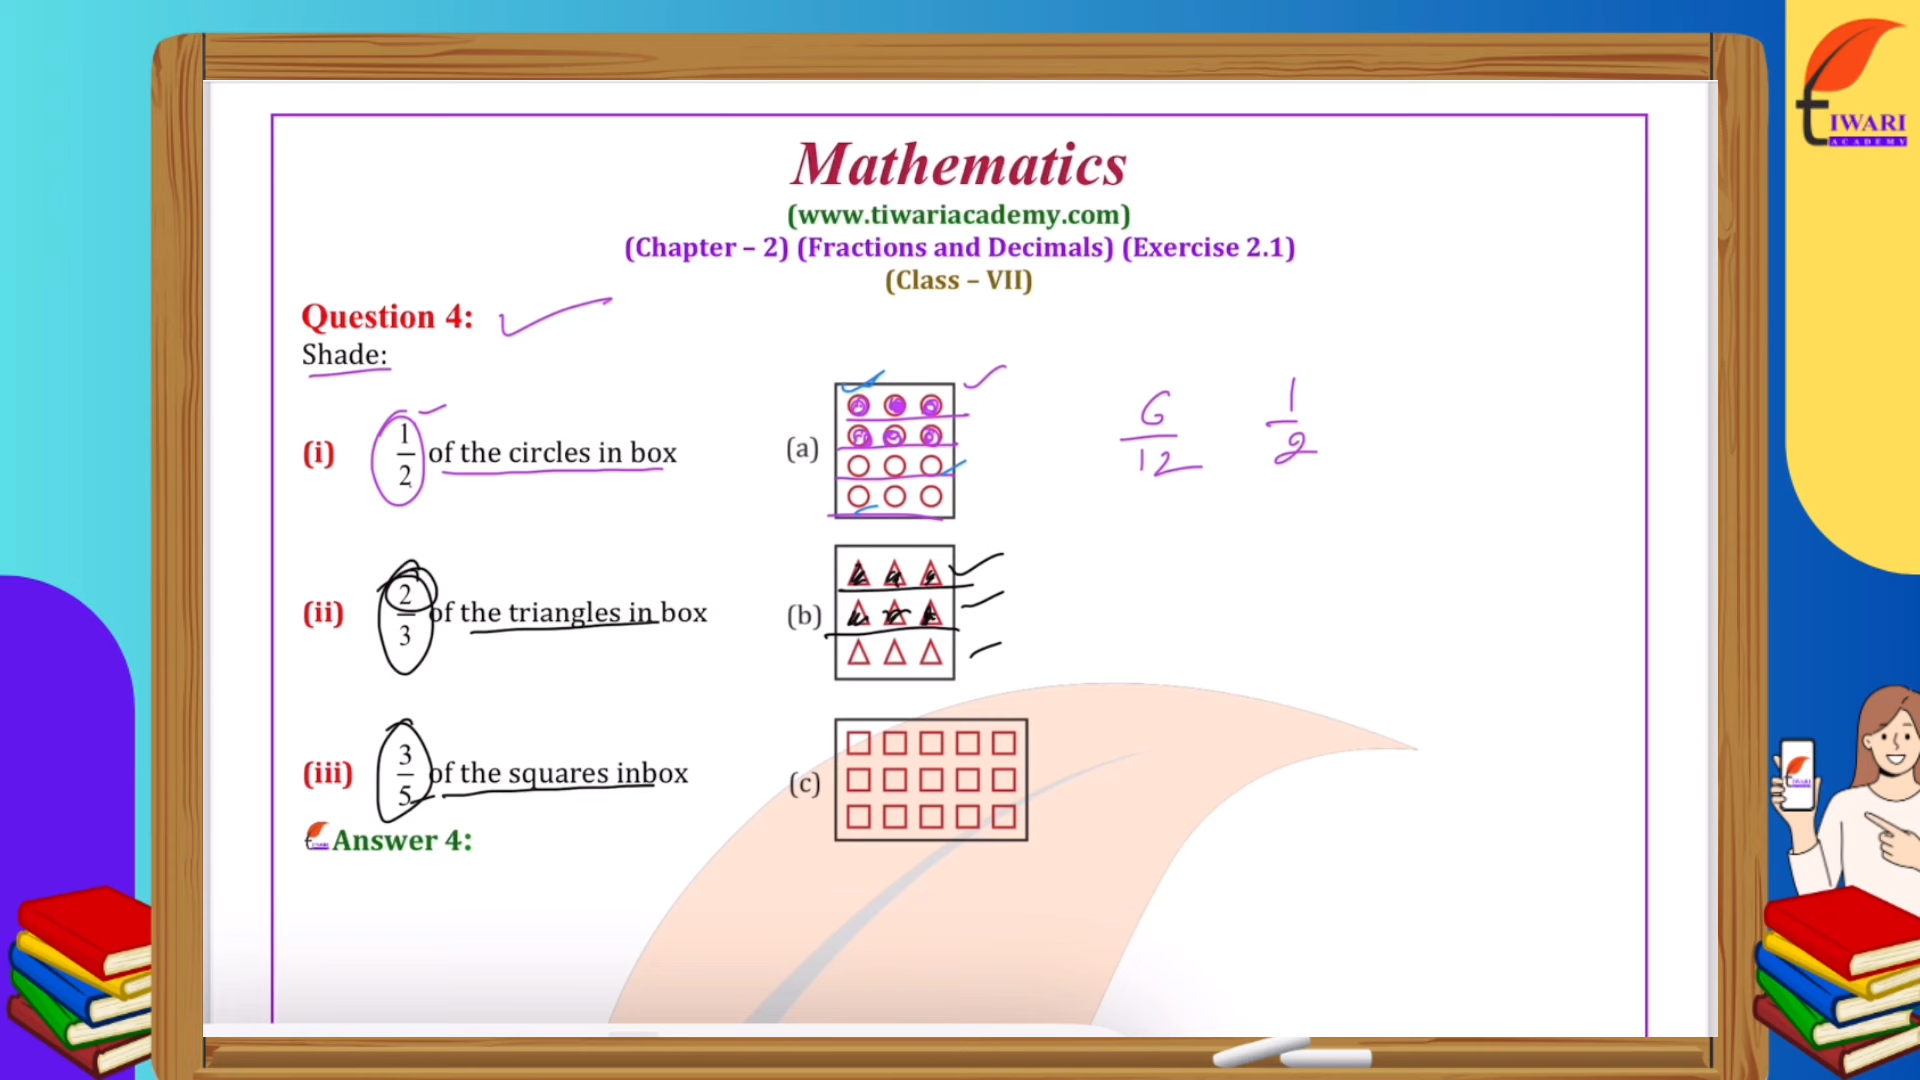 IWARI
ACADEMY
Mathematics
(www.tiwariacademy.com)
(Chapter – 2) (Fractions and Decimals) (Exercise 2.1)
(Class – VII)
Question 4:
Shade:
(i) 1/2 of the circles in box (a)
6/12 1/2
(ii) 2/3 of the triangles in box (b)
(iii) 3/5 of the squares inbox (c)
Answer 4: